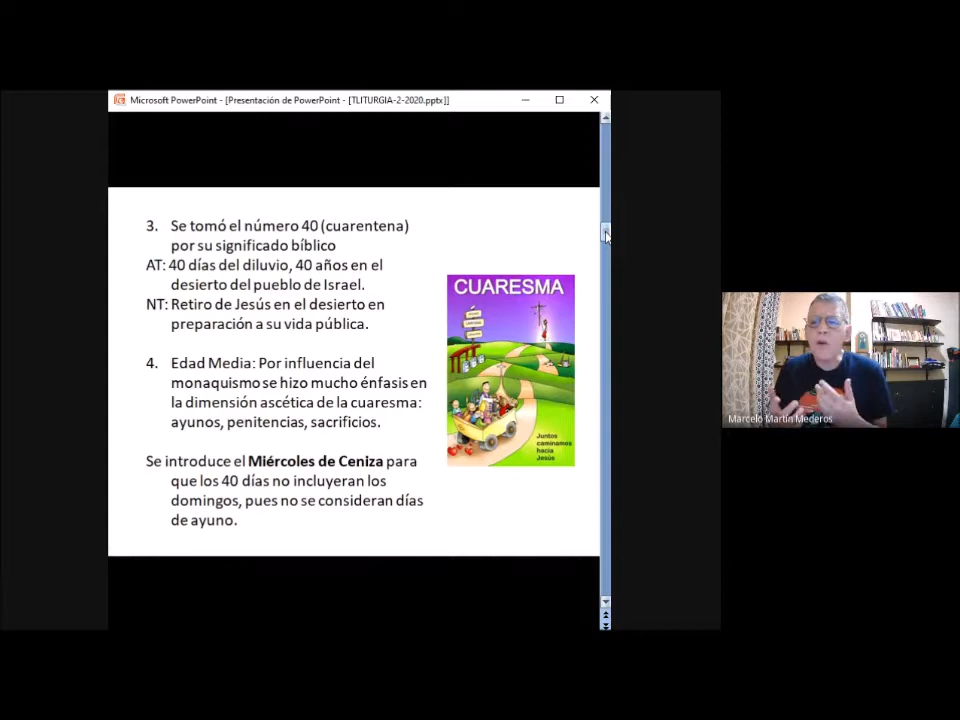 Microsoft PowerPoint - [Presentación de PowerPoint - [TLITURGIA-2-2020.pptx]]
3. Se tomó el número 40 (cuarentena)
por su significado bíblico
AT: 40 días del diluvio, 40 años en el
desierto del pueblo de Israel.
NT: Retiro de Jesús en el desierto en
preparación a su vida pública.
4. Edad Media: Por influencia del
monaquismo se hizo mucho énfasis en
la dimensión ascética de la cuaresma:
ayunos, penitencias, sacrificios.
Se introduce el Miércoles de Ceniza para
que los 40 días no incluyeran los
domingos, pues no se consideran días
de ayuno.
CUARESMA
Juntos
caminamos
hacia
Jesús
Marcelo Martín Mederos